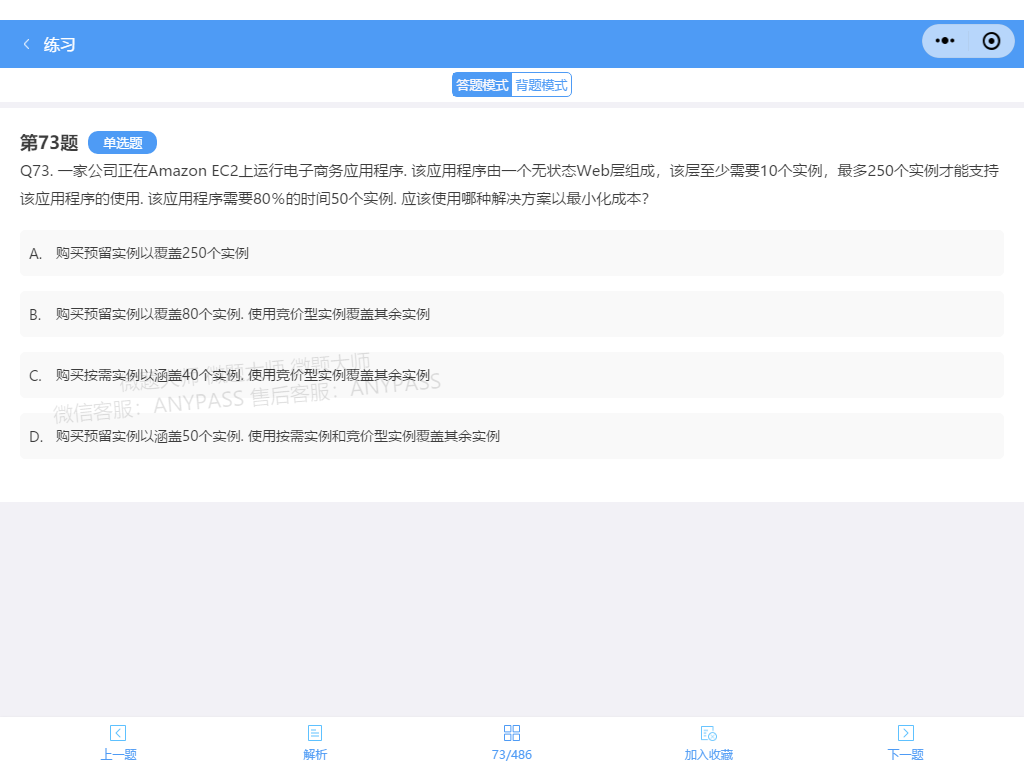 练习
答题模式 背题模式
第73题 单选题
Q73. 一家公司正在Amazon EC2上运行电子商务应用程序. 该应用程序由一个无状态Web层组成，该层至少需要10个实例，最多250个实例才能支持
该应用程序的使用. 该应用程序需要80%的时间50个实例. 应该使用哪种解决方案以最小化成本?
A. 购买预留实例以覆盖250个实例
B. 购买预留实例以覆盖80个实例. 使用竞价型实例覆盖其余实例
C. 购买按需实例以涵盖40个实例. 使用竞价型实例覆盖其余实例
微题大师 微题大师 微题大师
微信客服：ANYPASS 售后客服：ANYPASS
D. 购买预留实例以涵盖50个实例. 使用按需实例和竞价型实例覆盖其余实例
上一题 解析 73/486 加入收藏 下一题